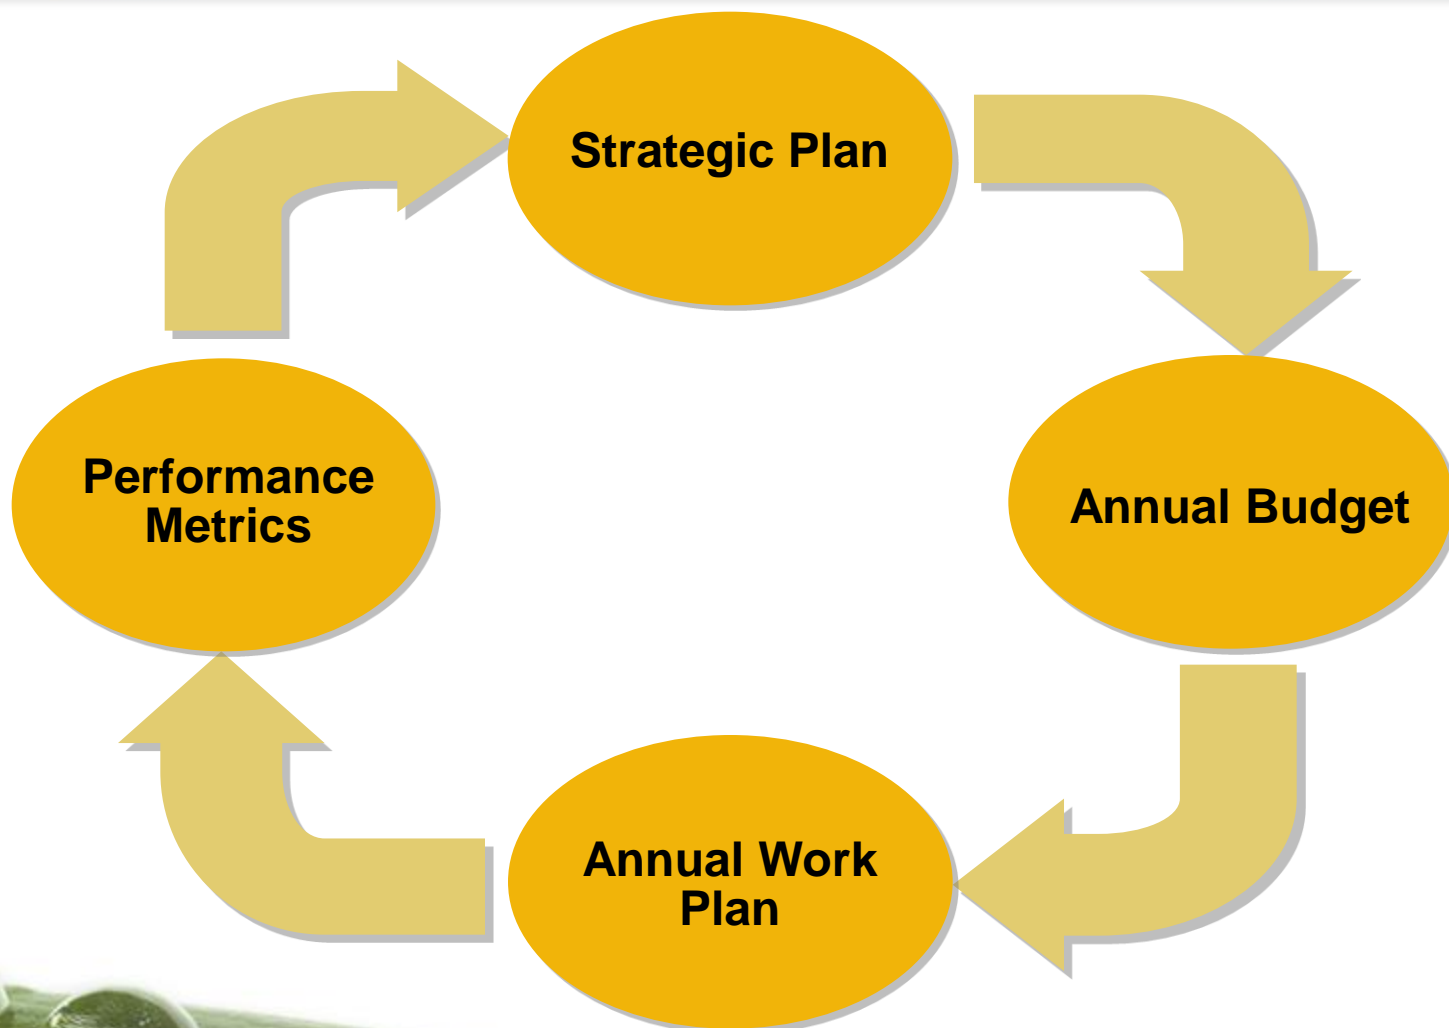 Strategic Plan
Annual Budget
Annual Work
Plan
Performance
Metrics